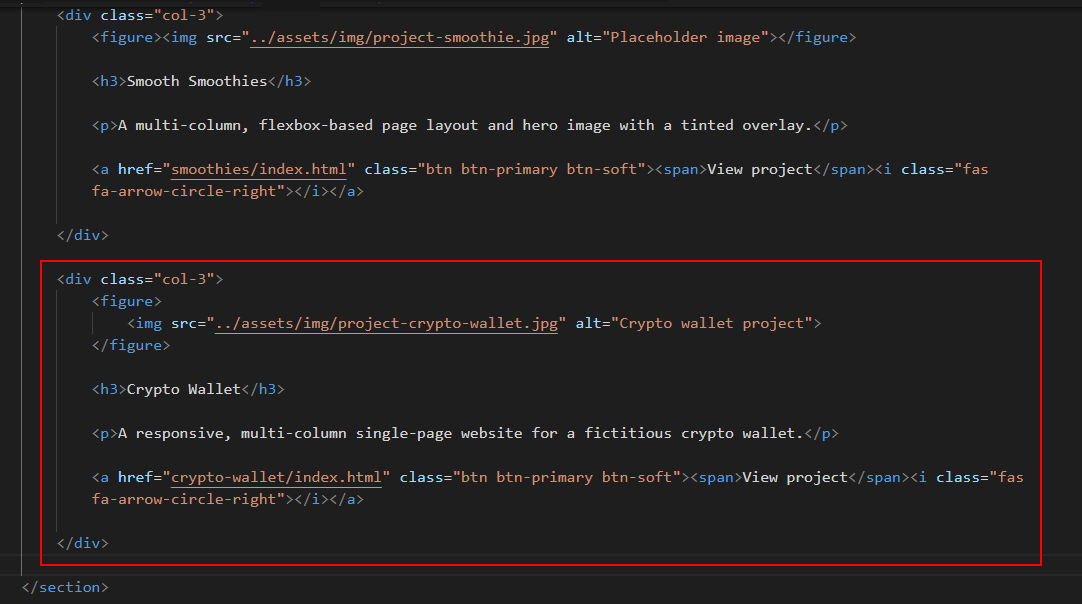 <div class="col-3">
<figure><img src="../assets/img/project-smoothie.jpg" alt="Placeholder image"></figure>
<h3>Smooth Smoothies</h3>
<p>A multi-column, flexbox-based page layout and hero image with a tinted overlay.</p>
<a href="smoothies/index.html" class="btn btn-primary btn-soft"><span>View project</span><i class="fas
fa-arrow-circle-right"></i></a>
</div>
<div class="col-3">
<figure>
<img src="../assets/img/project-crypto-wallet.jpg" alt="Crypto wallet project">
</figure>
<h3>Crypto Wallet</h3>
<p>A responsive, multi-column single-page website for a fictitious crypto wallet.</p>
<a href="crypto-wallet/index.html" class="btn btn-primary btn-soft"><span>View project</span><i class="fas
fa-arrow-circle-right"></i></a>
</div>
</section>